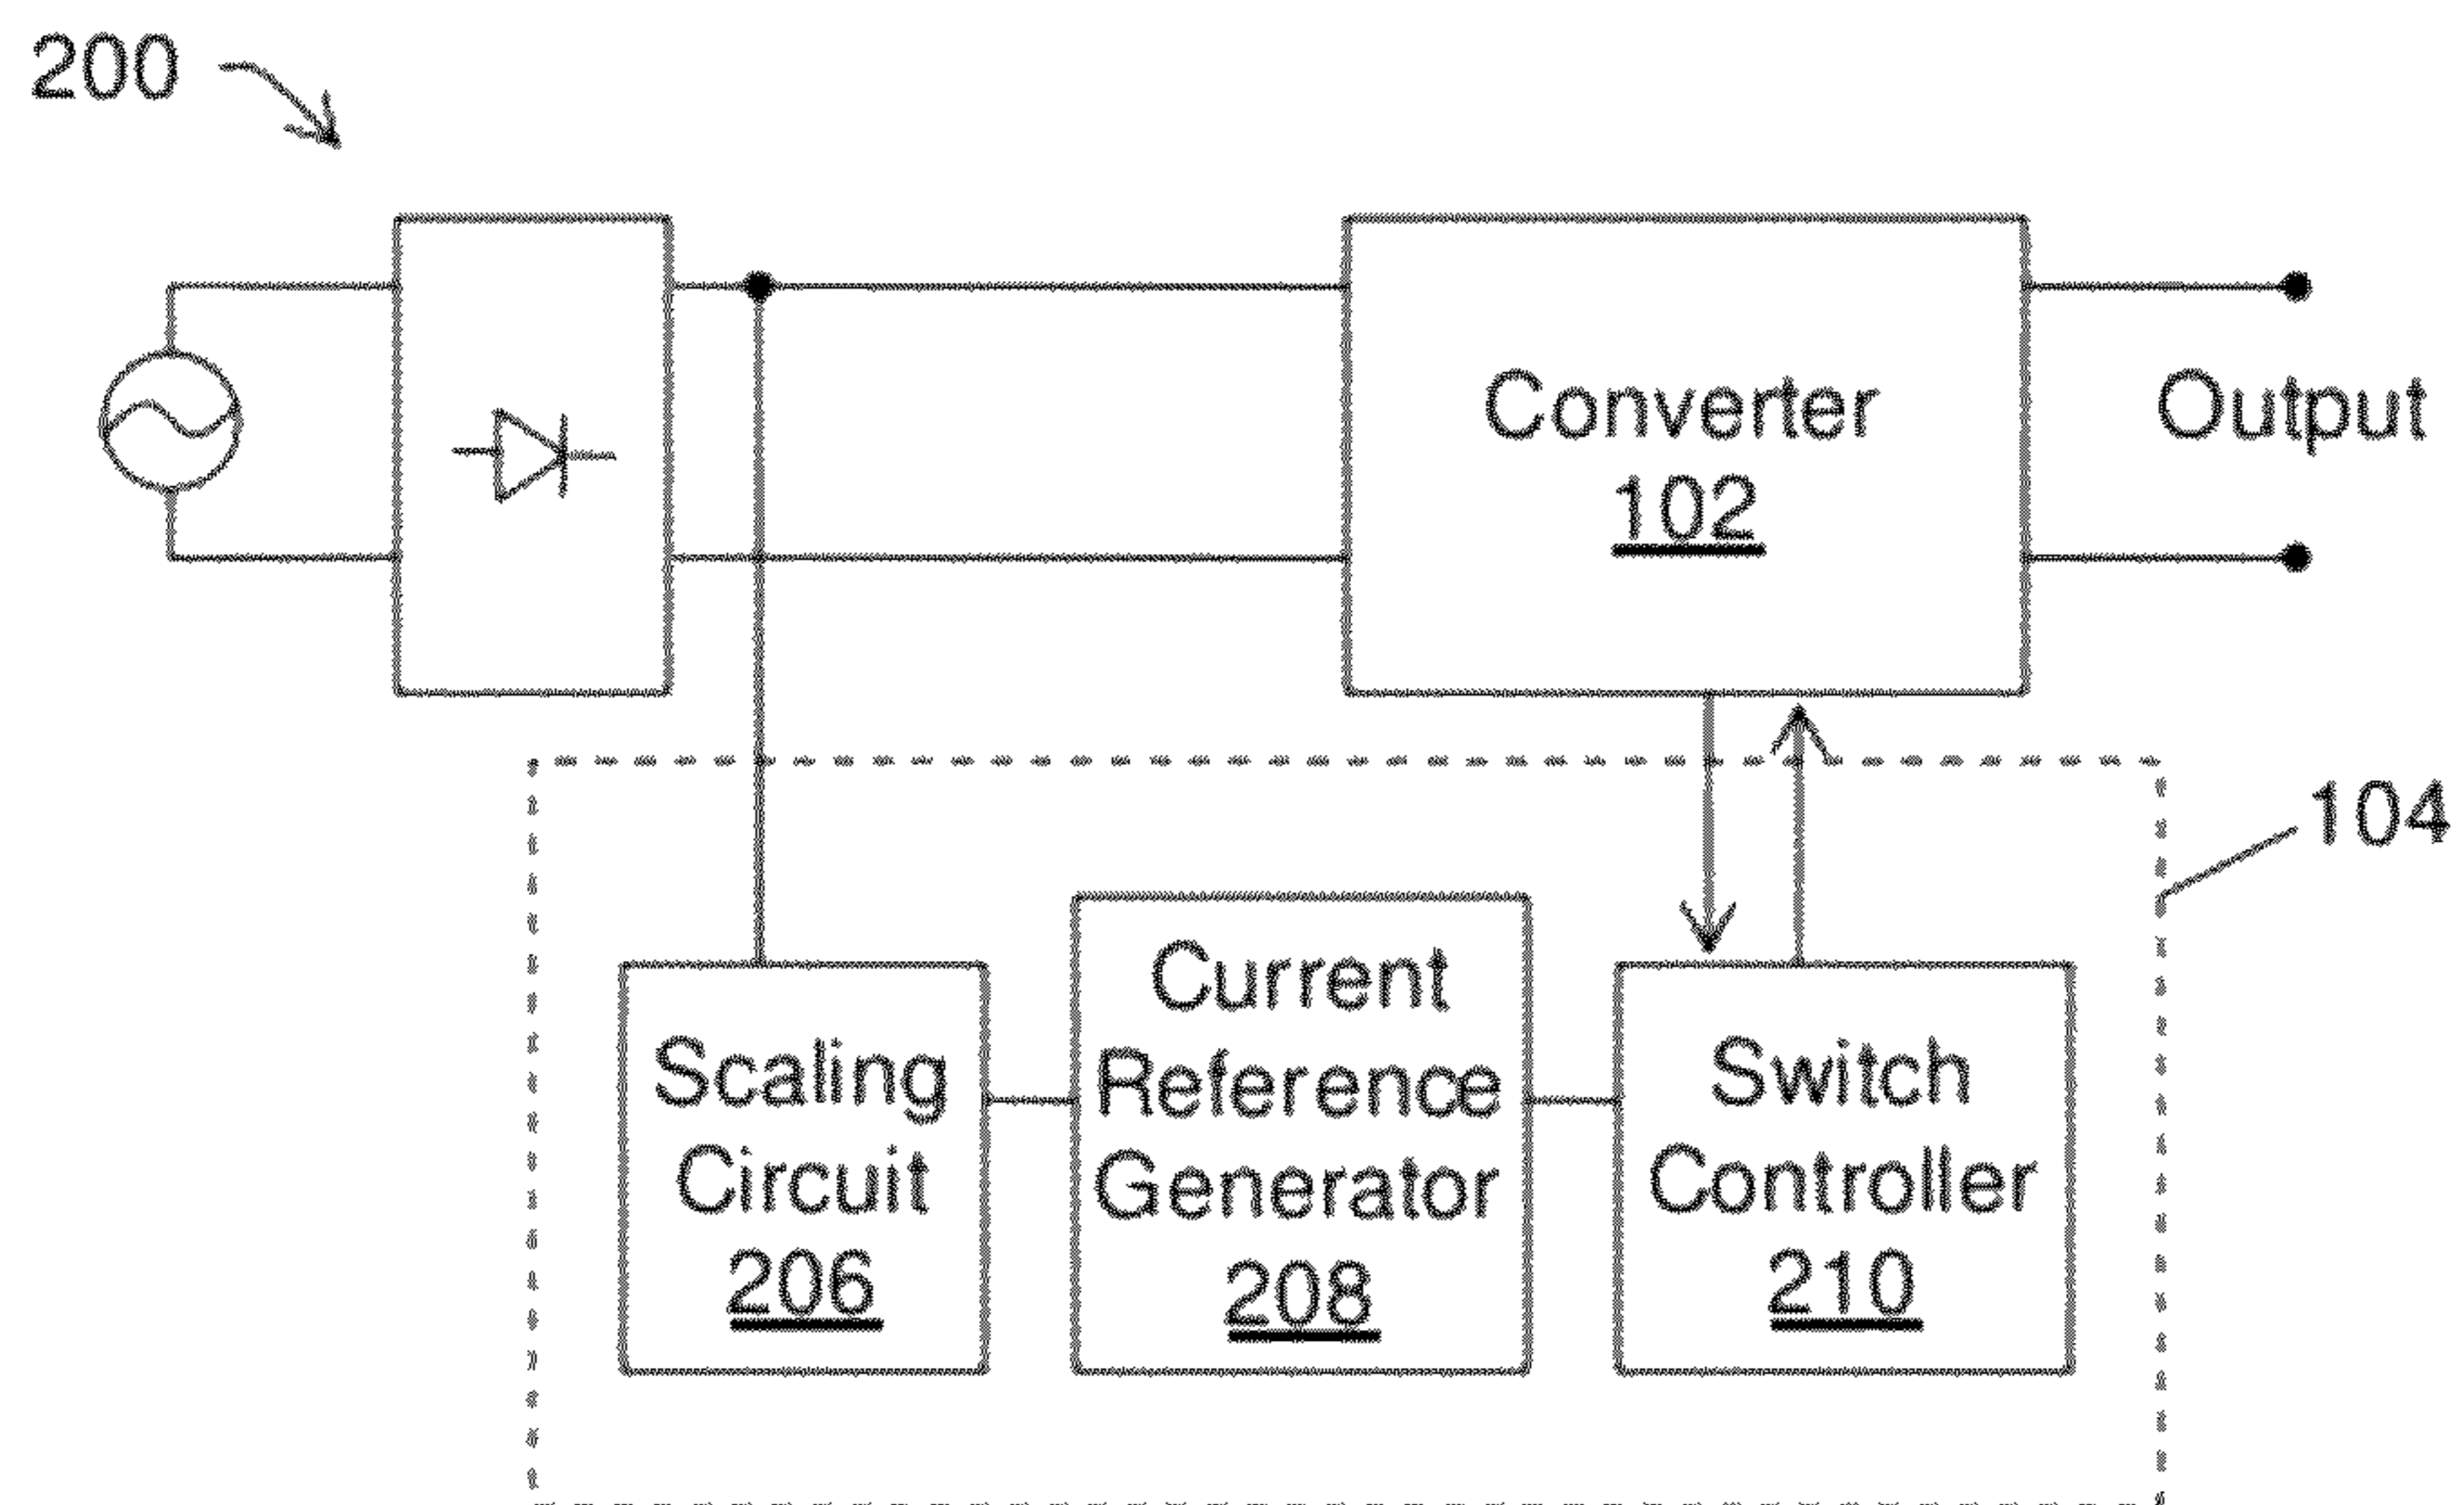 200
Converter
102
Output
104
Scaling
Circuit
206
Current
Reference
Generator
208
Switch
Controller
210